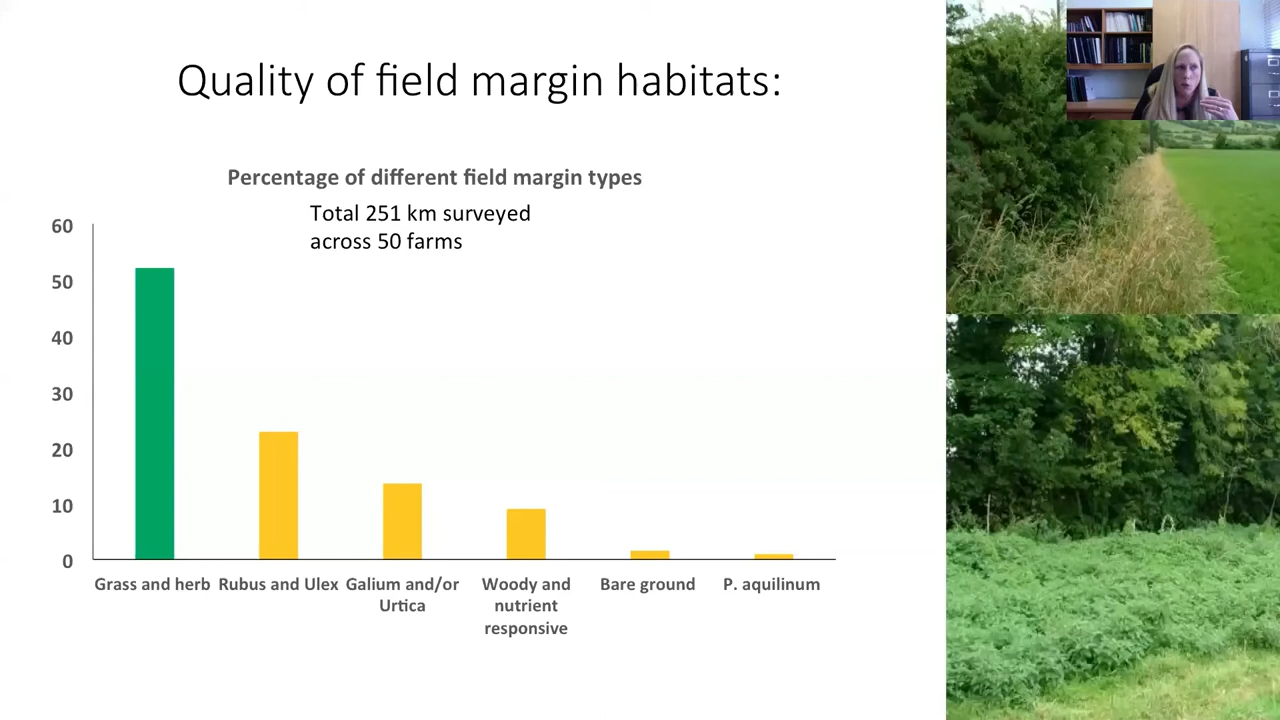 Quality of field margin habitats:
Percentage of different field margin types
Total 251 km surveyed
across 50 farms
60
50
40
30
20
10
0
Grass and herb
Rubus and Ulex
Galium and/or
Urtica
Woody and
nutrient
responsive
Bare ground
P. aquilinum